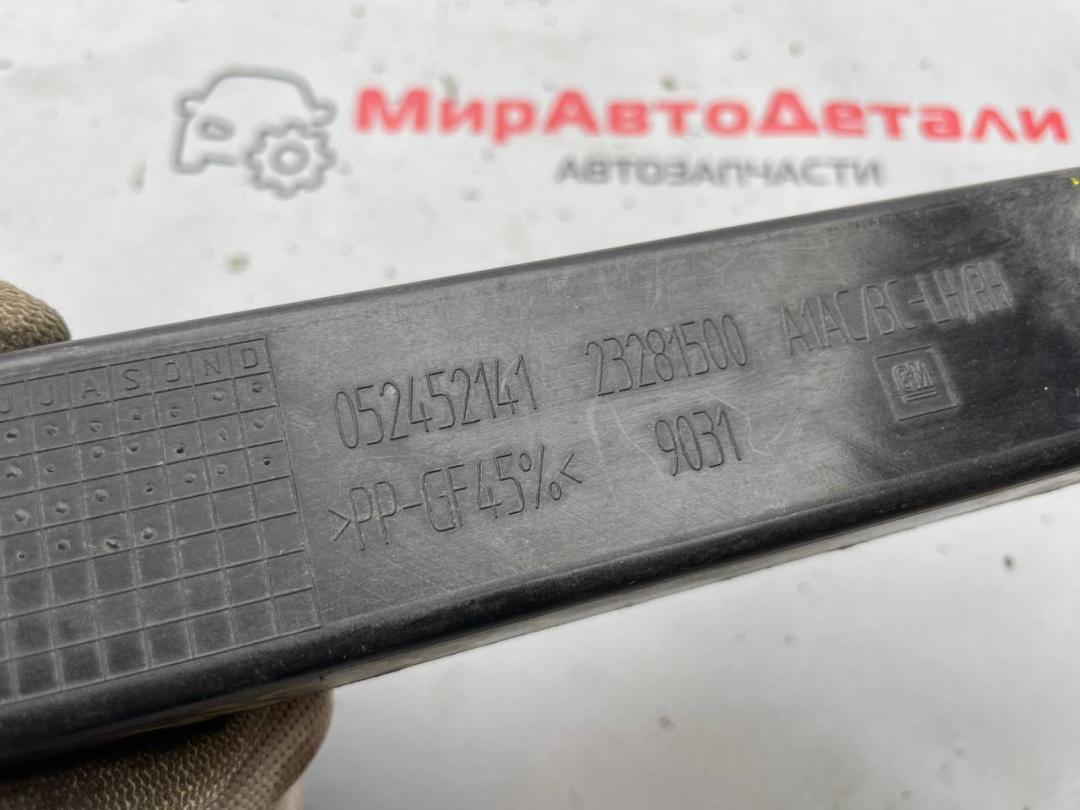 МирАвтоДетали
АВТОЗАПЧАСТИ
052452141 23281500 A1AC/BC-LH/RH
>PP-GF45%< 9031 GM
J J A S O N D